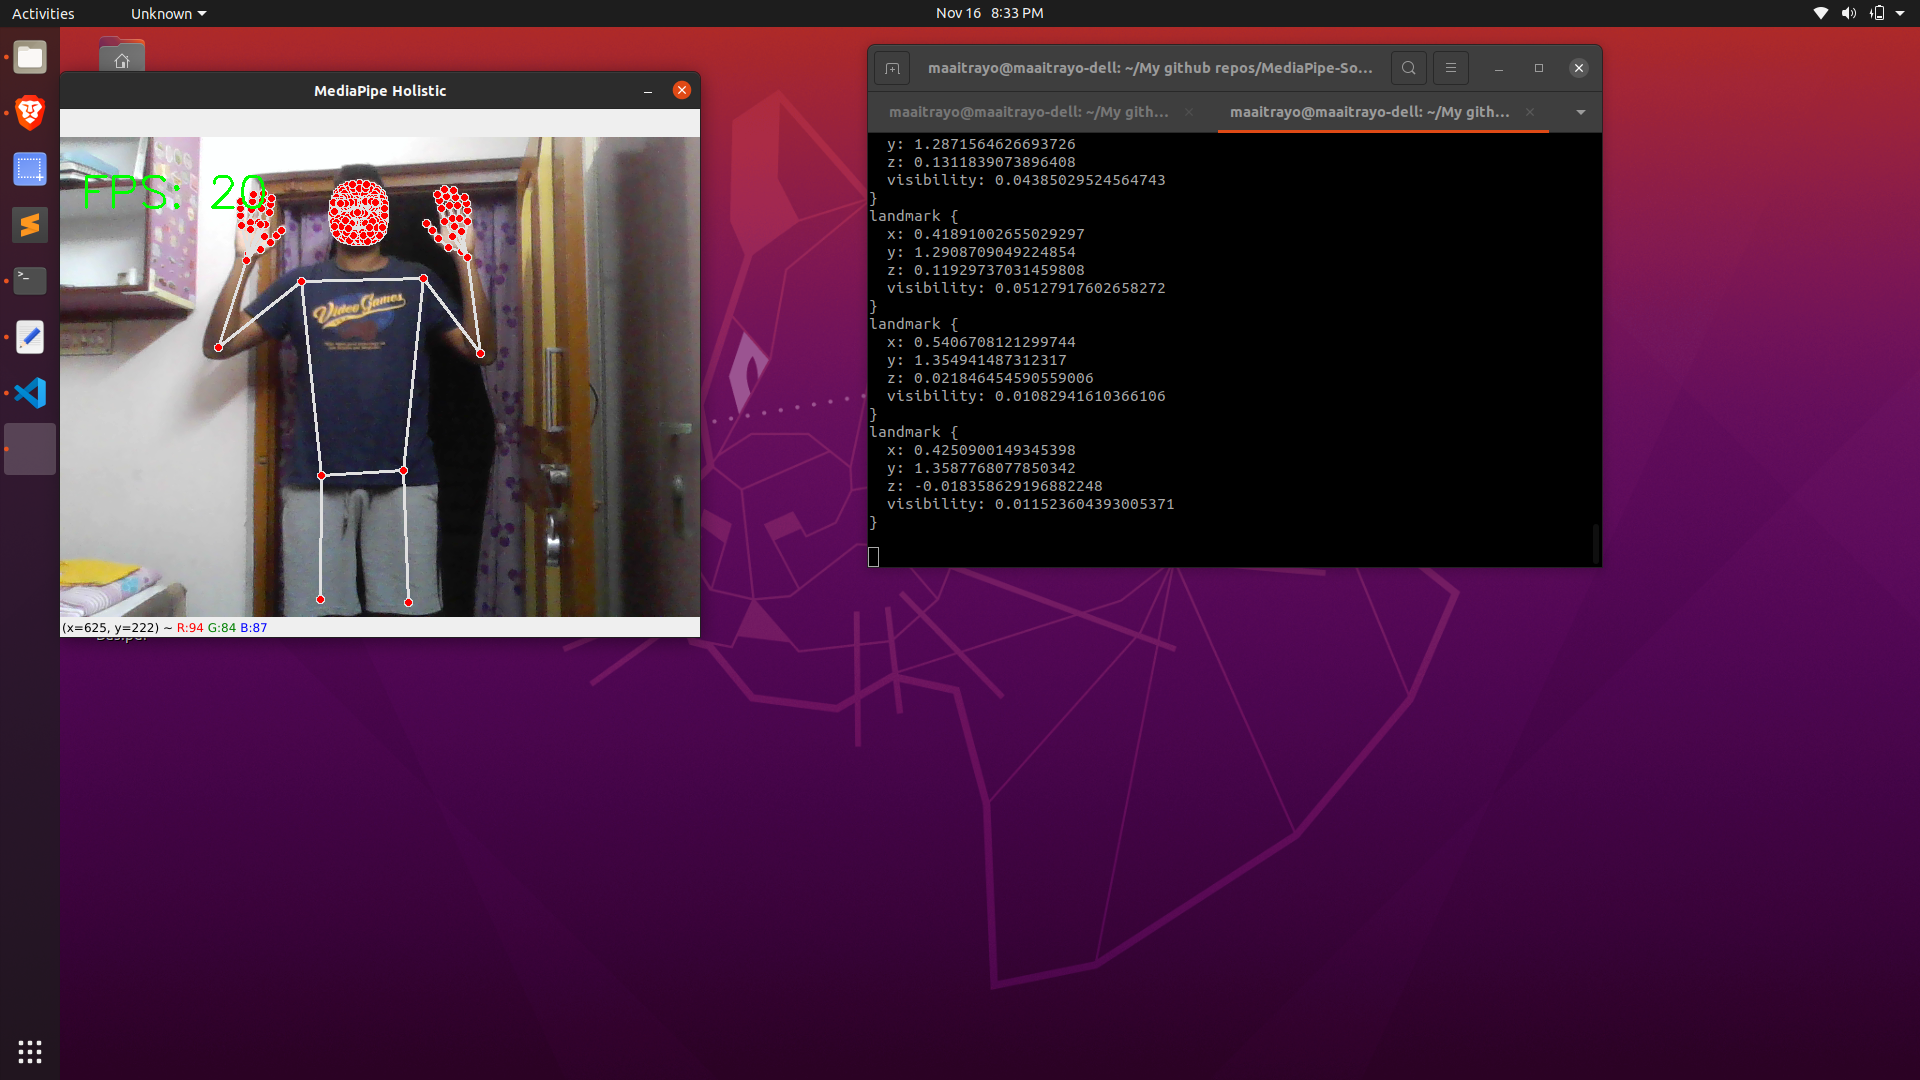 Activities
Unknown
Nov 16 8:33 PM
MediaPipe Holistic
FPS: 20
Video Games
(x=625, y=222) ~ R:94 G:84 B:87
maaitrayo@maaitrayo-dell: ~/My github repos/MediaPipe-So...
maaitrayo@maaitrayo-dell: ~/My gith...
maaitrayo@maaitrayo-dell: ~/My gith...
y: 1.2871564626693726
z: 0.1311839073896408
visibility: 0.04385029524564743
}
landmark {
x: 0.41891002655029297
y: 1.2908709049224854
z: 0.11929737031459808
visibility: 0.05127917602658272
}
landmark {
x: 0.5406708121299744
y: 1.354941487312317
z: 0.021846454590559006
visibility: 0.01082941610366106
}
landmark {
x: 0.4250900149345398
y: 1.3587768077850342
z: -0.018358629196882248
visibility: 0.011523604393005371
}